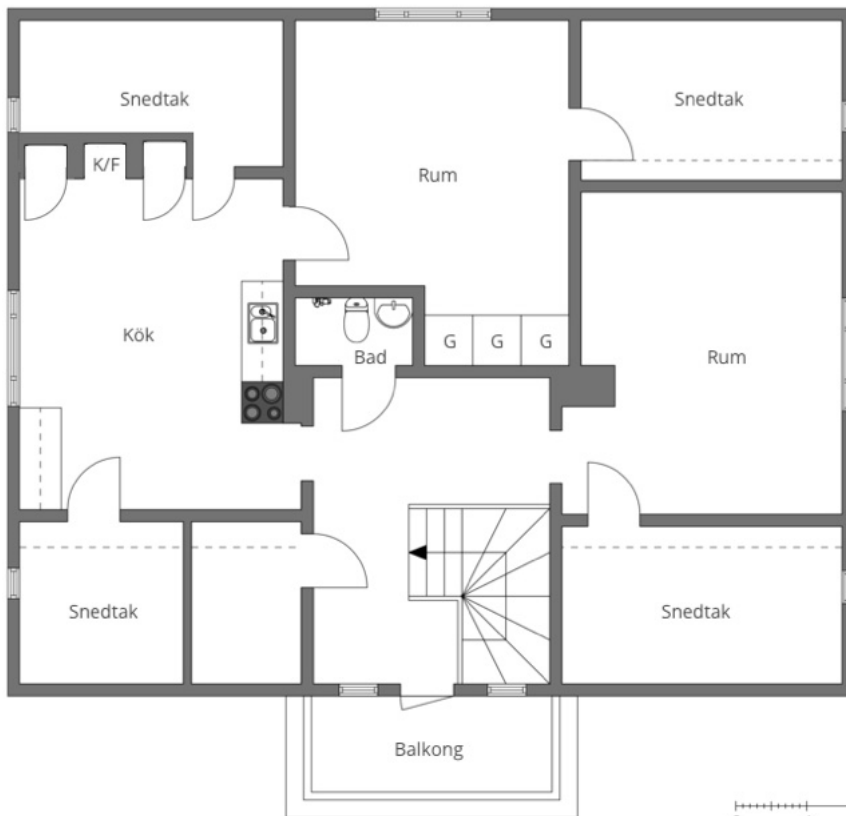 Snedtak
Snedtak
K/F
Rum
Kök
G
G
G
Bad
Rum
Snedtak
Snedtak
Balkong